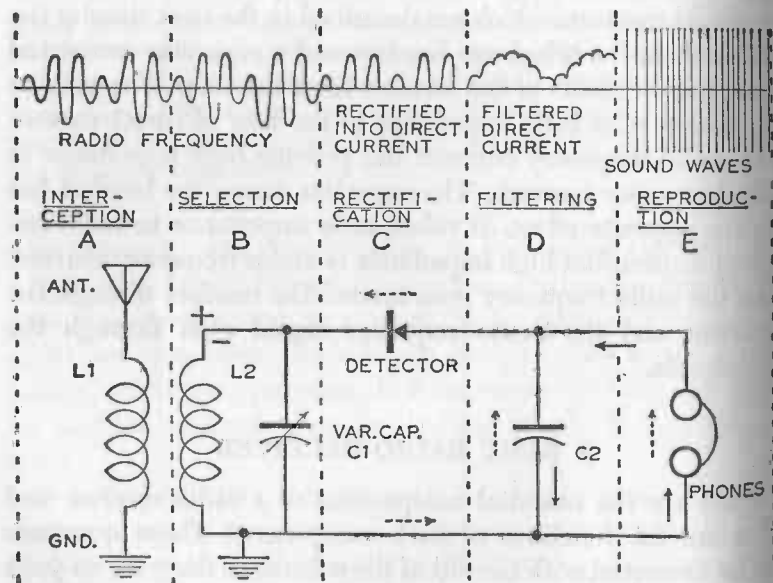 RADIO FREQUENCY
RECTIFIED
INTO DIRECT
CURRENT
FILTERED
DIRECT
CURRENT
SOUND WAVES
INTER-
CEPTION
A
SELECTION
B
RECTIFI-
CATION
C
FILTERING
D
REPRODUC-
TION
E
ANT.
L1
GND.
+
-
L2
VAR. CAP.
C1
DETECTOR
C2
PHONES